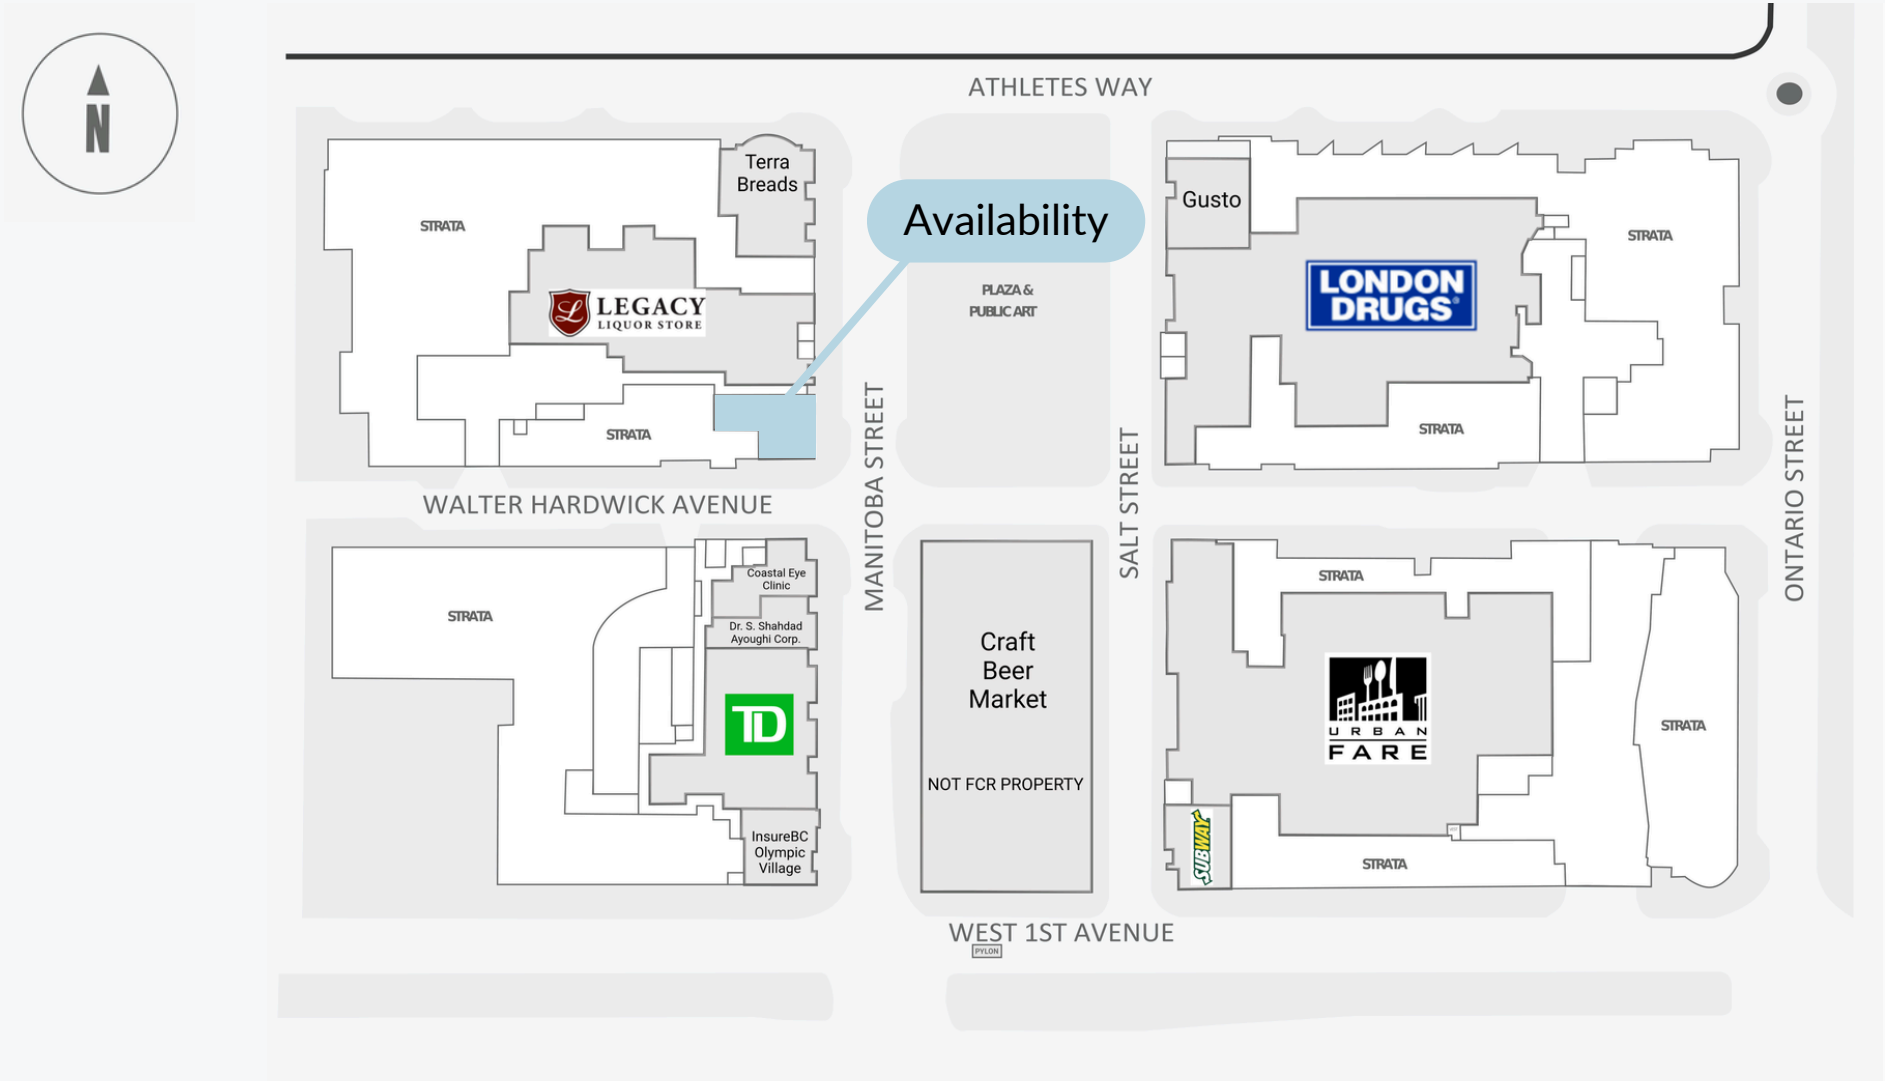 N
ATHLETES WAY
Terra
Breads
STRATA
Availability
Gusto
STRATA
PLAZA &
PUBLIC ART
LEGACY
LIQUOR STORE
L
LONDON
DRUGS®
STRATA
STRATA
MANITOBA STREET
SALT STREET
ONTARIO STREET
WALTER HARDWICK AVENUE
Coastal Eye
Clinic
STRATA
Dr. S. Shahdad
Ayoughi Corp.
TD
Craft
Beer
Market
NOT FCR PROPERTY
STRATA
URBAN
FARE
STRATA
InsureBC
Olympic
Village
SUBWAY
STRATA
WEST 1ST AVENUE
PYLON